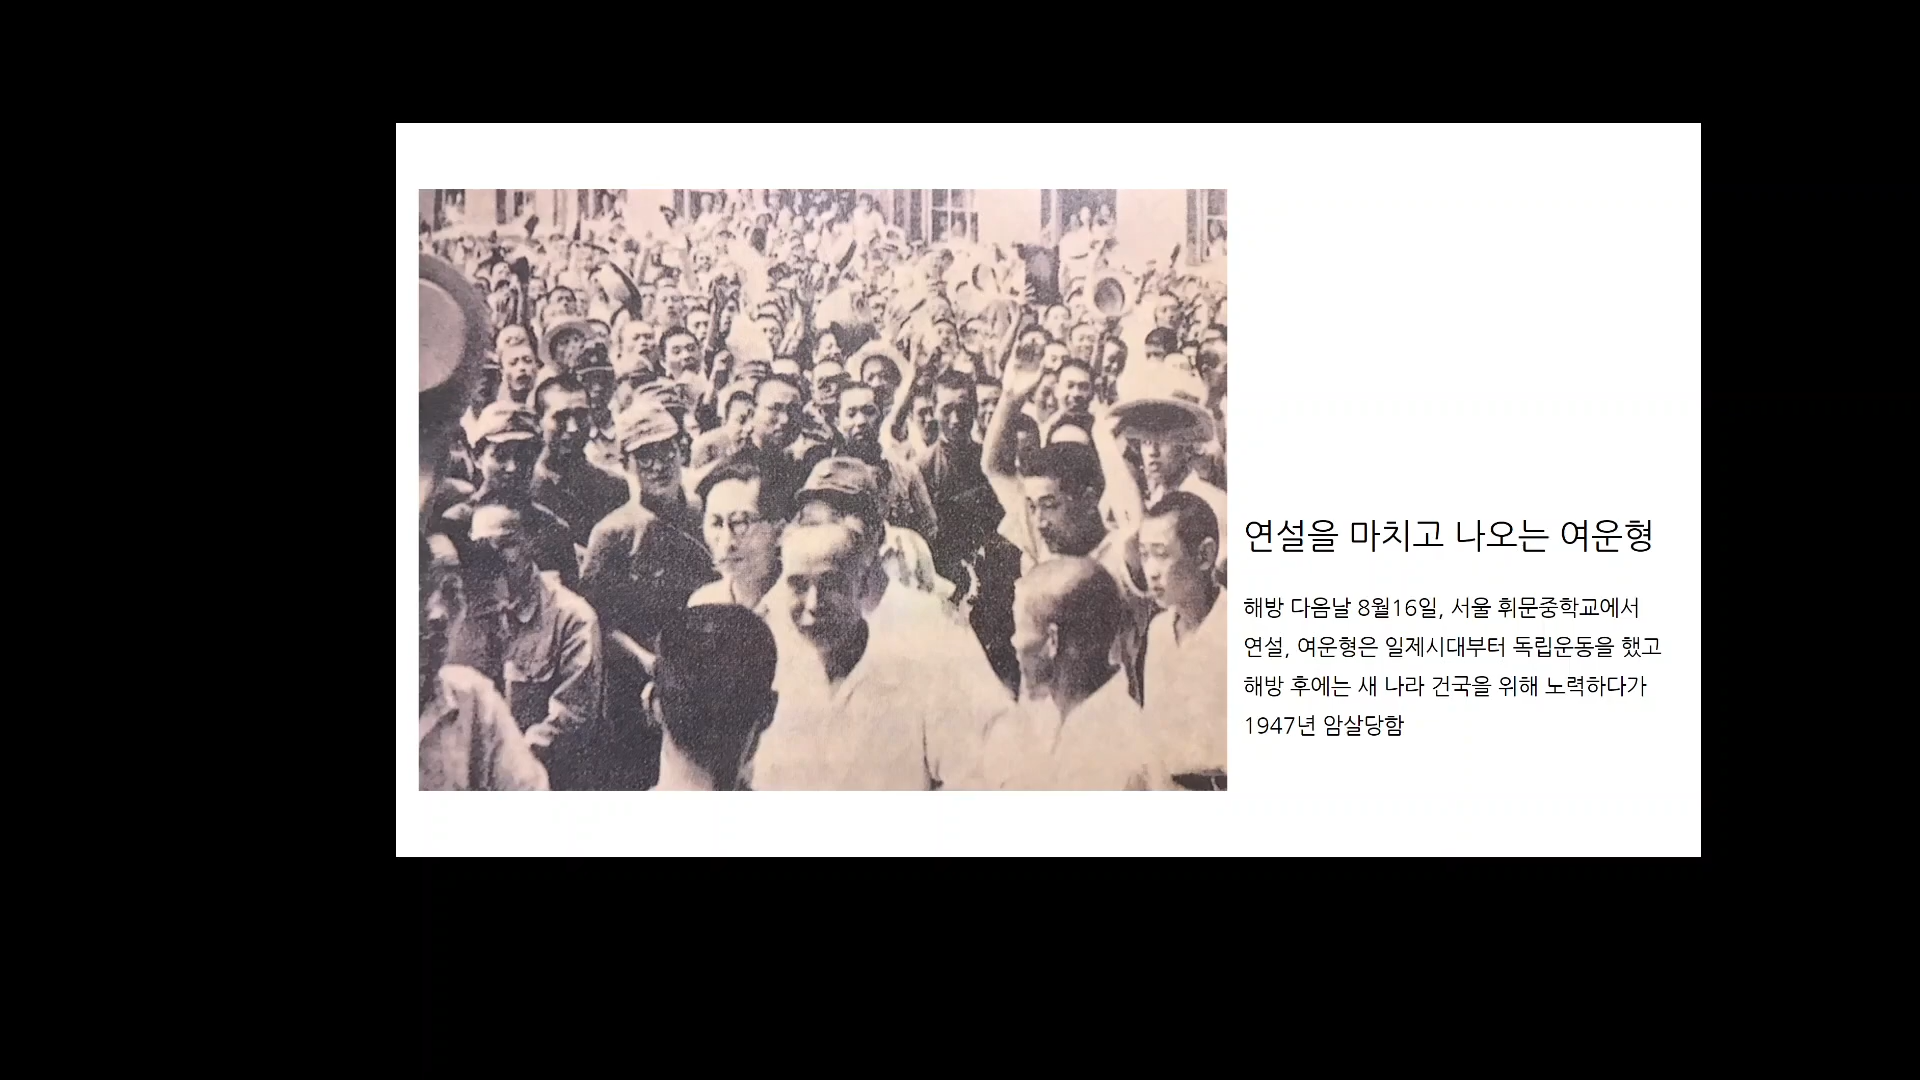 연설을 마치고 나오는 여운형
해방 다음날 8월16일, 서울 휘문중학교에서
연설, 여운형은 일제시대부터 독립운동을 했고
해방 후에는 새 나라 건국을 위해 노력하다가
1947년 암살당함